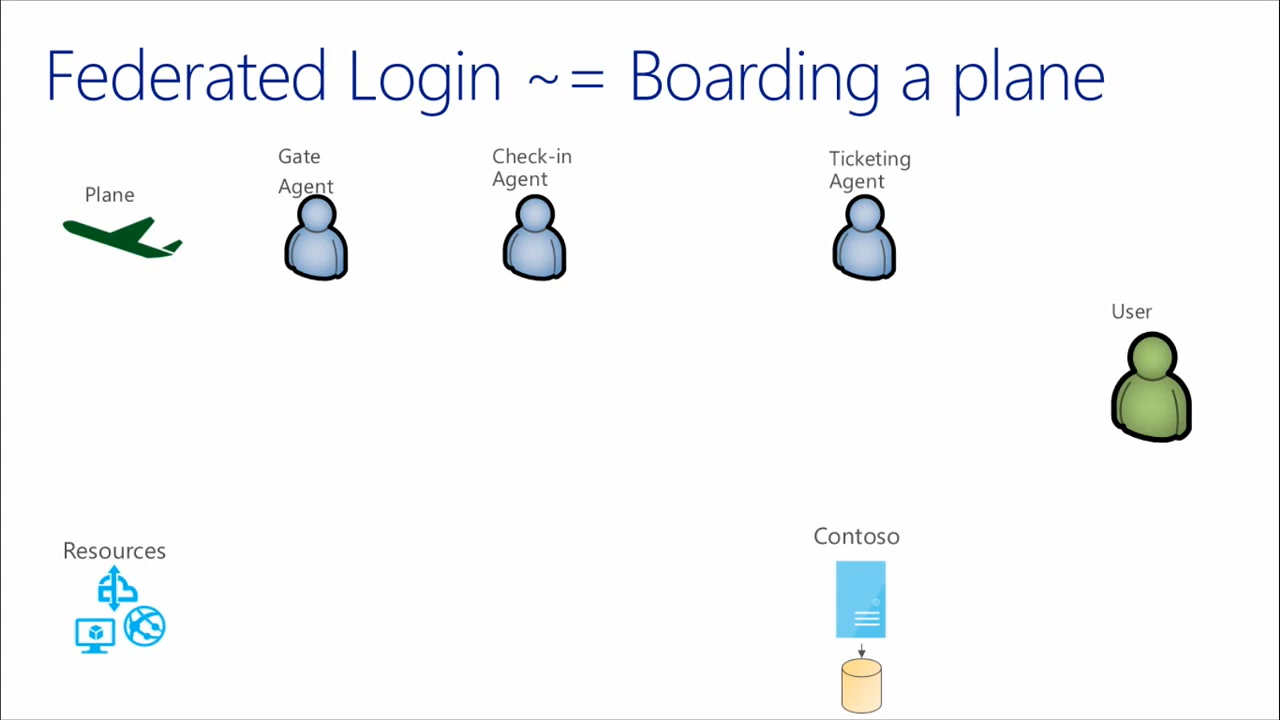 Federated Login ~= Boarding a plane
Plane
Gate
Agent
Check-in
Agent
Ticketing
Agent
User
Resources
Contoso